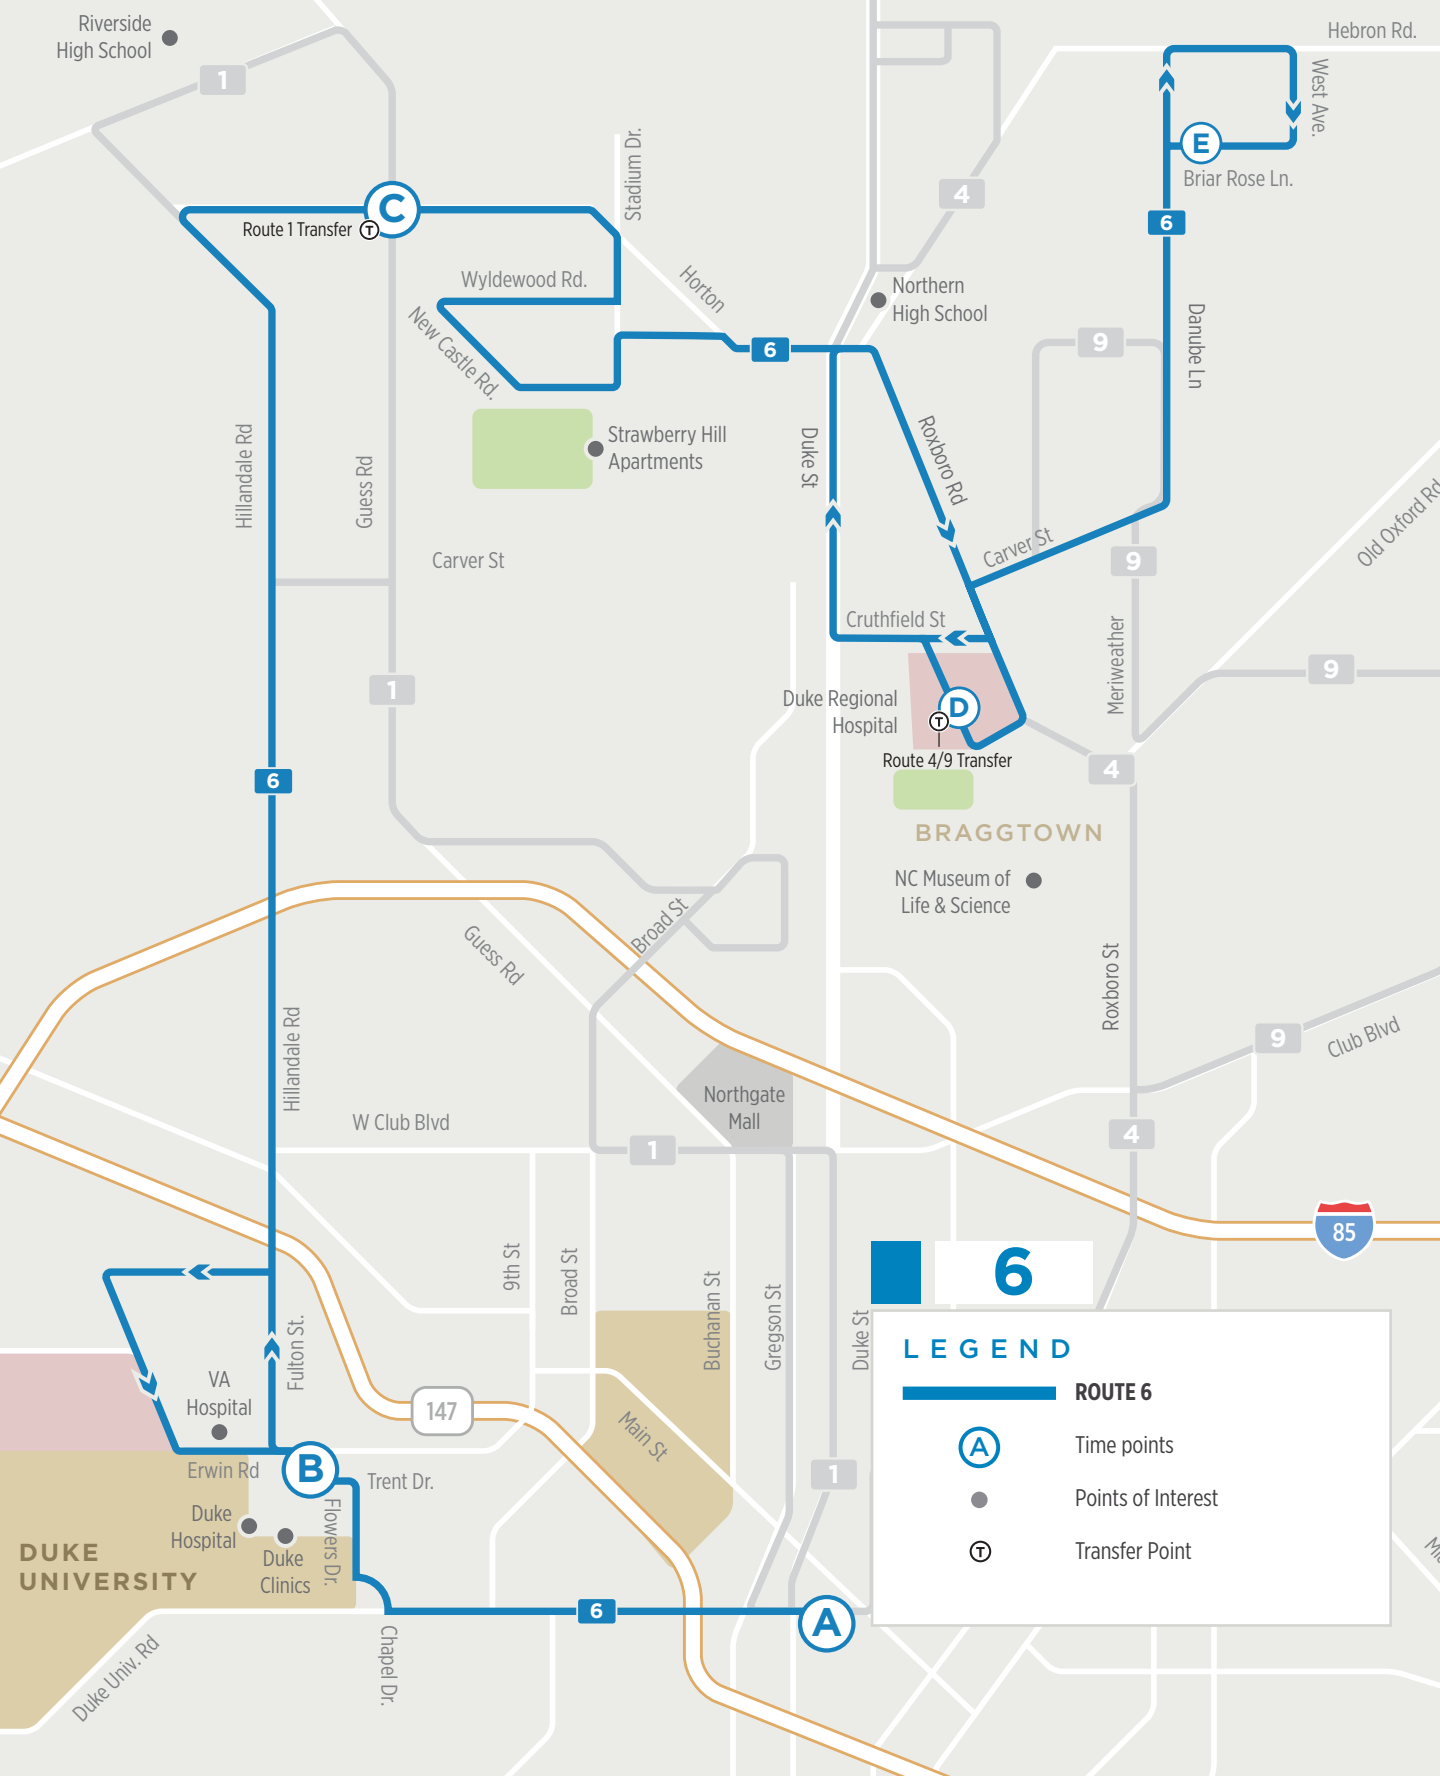 Riverside
High School
1
Hebron Rd.
West Ave.
E
Briar Rose Ln.
6
Stadium Dr.
4
C
Route 1 Transfer
T
Wyldewood Rd.
Horton
Northern
High School
New Castle Rd.
6
9
Danube Ln
Strawberry Hill
Apartments
Hillandale Rd
Guess Rd
Duke St
Roxboro Rd
Carver St
Carver St
9
Old Oxford Rd
Cruthfield St
Meriweather
9
1
Duke Regional
Hospital
D
T
Route 4/9 Transfer
4
6
BRAGGTOWN
NC Museum of
Life & Science
Broad St
Guess Rd
Roxboro St
Hillandale Rd
9
Club Blvd
Northgate
Mall
W Club Blvd
1
4
85
9th St
Broad St
Buchanan St
Gregson St
Duke St
6
LEGEND
ROUTE 6
A
Time points
Points of Interest
T
Transfer Point
Fulton St.
VA
Hospital
147
Main St
Erwin Rd
B
Trent Dr.
1
Duke
Hospital
Flowers Dr.
DUKE
UNIVERSITY
Duke
Clinics
6
A
Duke Univ. Rd
Chapel Dr.